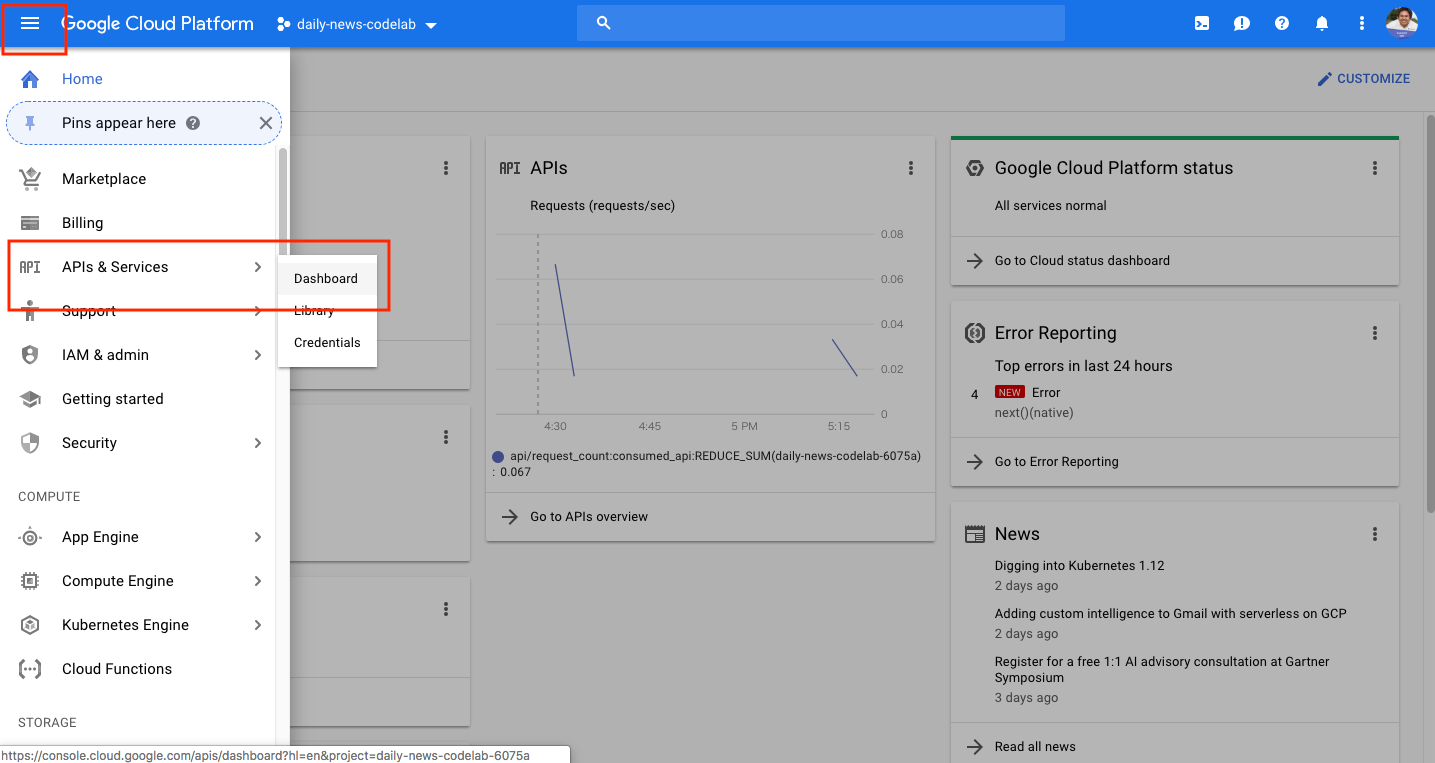 Google Cloud Platform
daily-news-codelab
Home
Pins appear here
Marketplace
Billing
API APIs & Services
Dashboard
Library
Credentials
Support
IAM & admin
Getting started
Security
COMPUTE
App Engine
Compute Engine
Kubernetes Engine
Cloud Functions
STORAGE
https://console.cloud.google.com/apis/dashboard?hl=en&project=daily-news-codelab-6075a
CUSTOMIZE
API APIs
Requests (requests/sec)
0.08
0.06
0.04
0.02
0
4:30 4:45 5 PM 5:15
api/request_count:consumed_api:REDUCE_SUM(daily-news-codelab-6075a)
: 0.067
Go to APIs overview
Google Cloud Platform status
All services normal
Go to Cloud status dashboard
Error Reporting
Top errors in last 24 hours
4 NEW Error
next()(native)
Go to Error Reporting
News
Digging into Kubernetes 1.12
2 days ago
Adding custom intelligence to Gmail with serverless on GCP
2 days ago
Register for a free 1:1 AI advisory consultation at Gartner
Symposium
3 days ago
Read all news